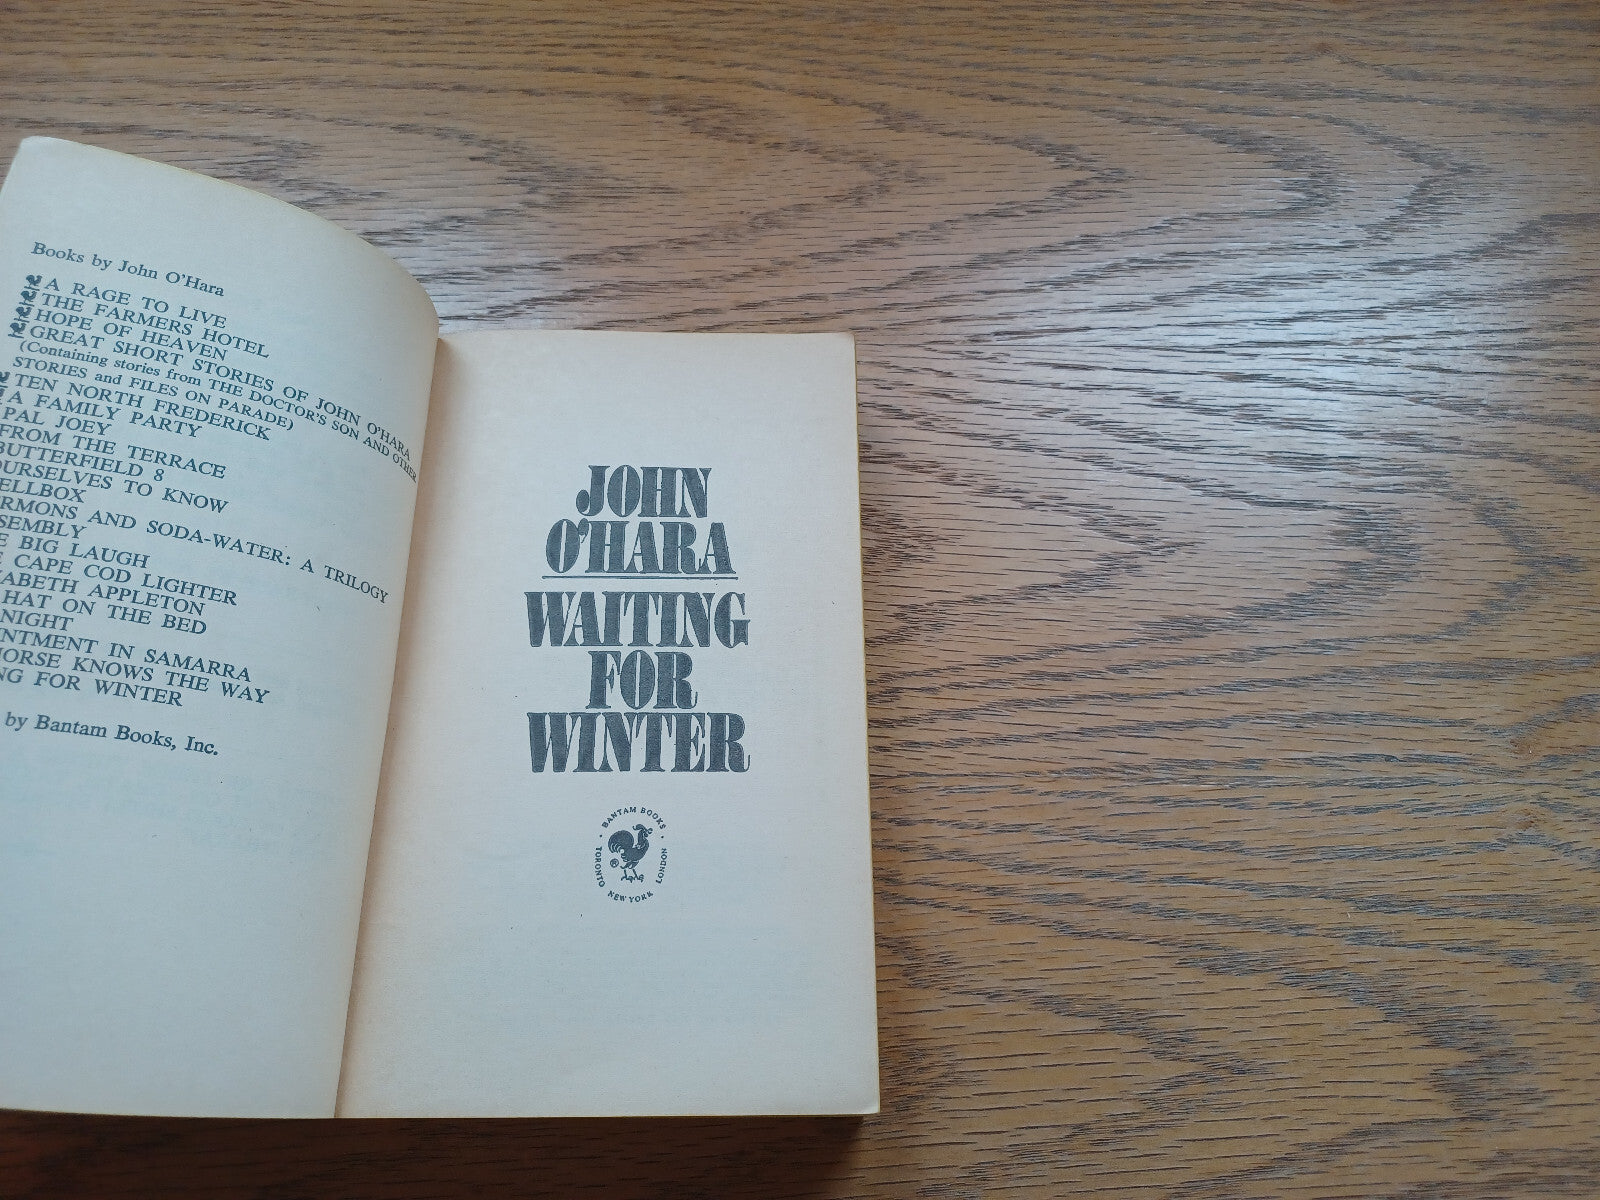 Books by John O'Hara
A RAGE TO LIVE
THE FARMERS HOTEL
HOPE OF HEAVEN
GREAT SHORT STORIES OF JOHN O'HARA
(Containing stories from THE DOCTOR'S SON AND OTHER
STORIES and FILES ON PARADE)
TEN NORTH FREDERICK
A FAMILY PARTY
PAL JOEY
FROM THE TERRACE
BUTTERFIELD 8
OURSELVES TO KNOW
ELLBOX
RMONS AND SODA-WATER: A TRILOGY
SEMBLY
E BIG LAUGH
E CAPE COD LIGHTER
ZABETH APPLETON
HAT ON THE BED
NIGHT
INTMENT IN SAMARRA
HORSE KNOWS THE WAY
NG FOR WINTER
by Bantam Books, Inc.
JOHN
O'HARA
WAITING
FOR
WINTER
BANTAM BOOKS
TORONTO NEW YORK LONDON
®